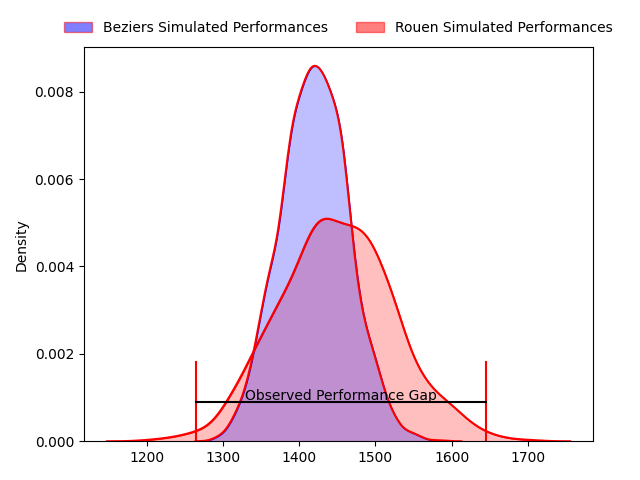 Beziers Simulated Performances
Rouen Simulated Performances
Density
0.008
0.006
0.004
0.002
0.000
Observed Performance Gap
1200
1300
1400
1500
1600
1700